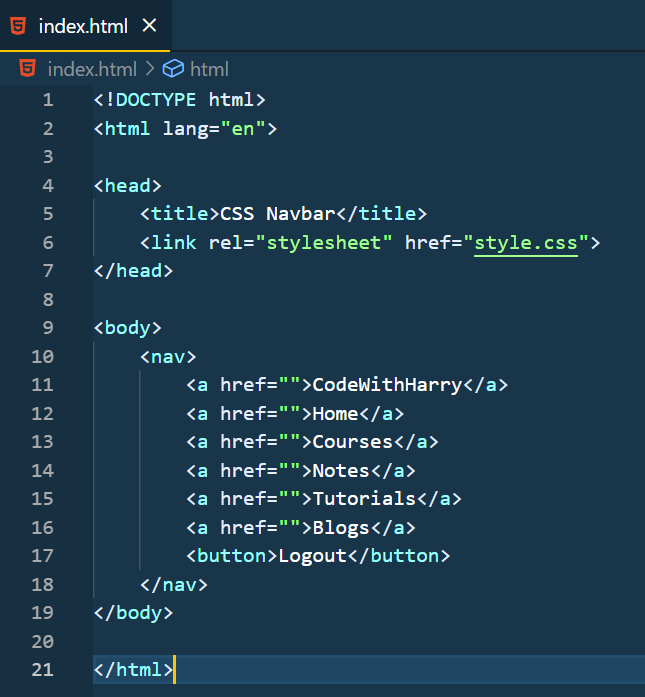 index.html ×
index.html > html
1 <!DOCTYPE html>
2 <html lang="en">
3
4 <head>
5     <title>CSS Navbar</title>
6     <link rel="stylesheet" href="style.css">
7 </head>
8
9 <body>
10     <nav>
11         <a href="">CodeWithHarry</a>
12         <a href="">Home</a>
13         <a href="">Courses</a>
14         <a href="">Notes</a>
15         <a href="">Tutorials</a>
16         <a href="">Blogs</a>
17         <button>Logout</button>
18     </nav>
19 </body>
20
21 </html>